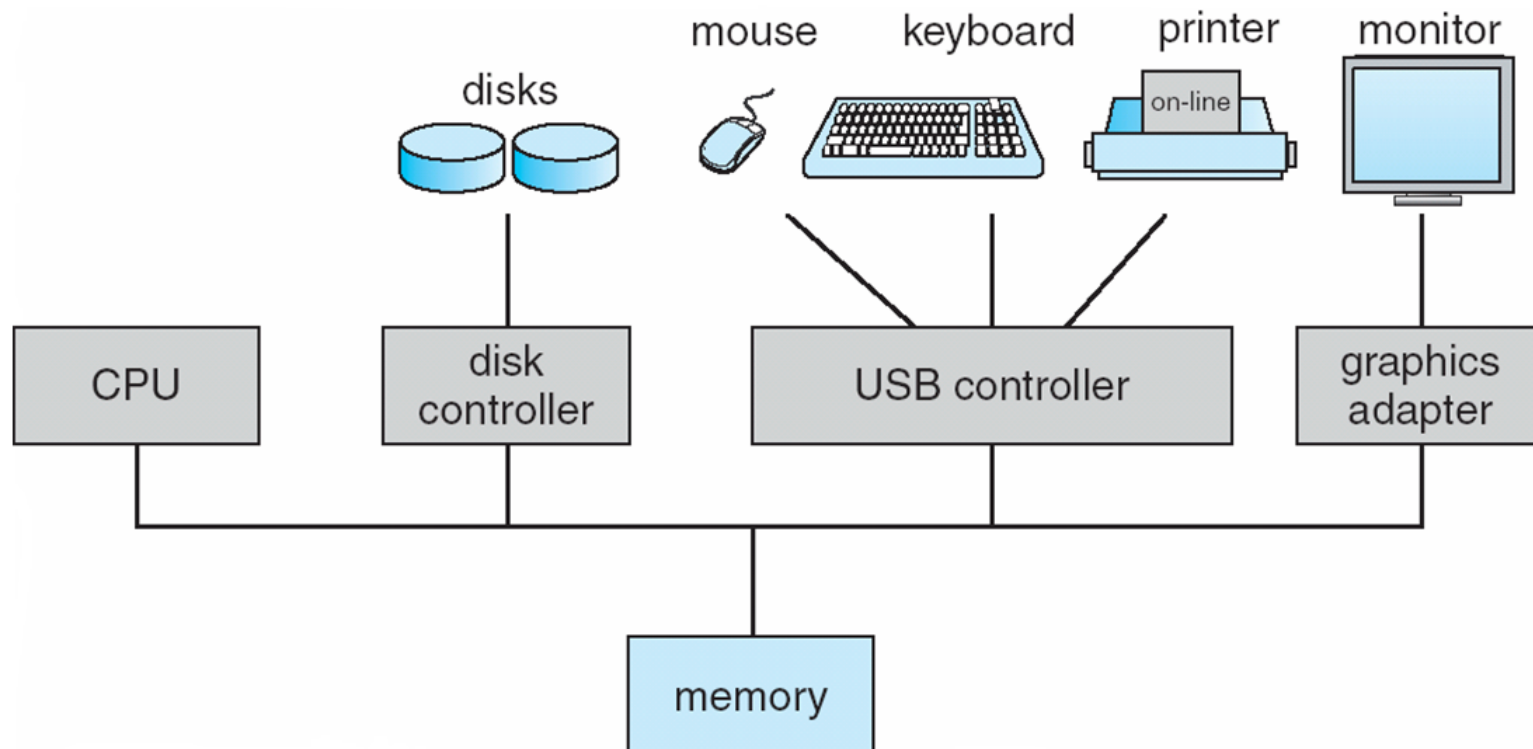 mouse
keyboard
printer
monitor
disks
on-line
CPU
disk
controller
USB controller
graphics
adapter
memory